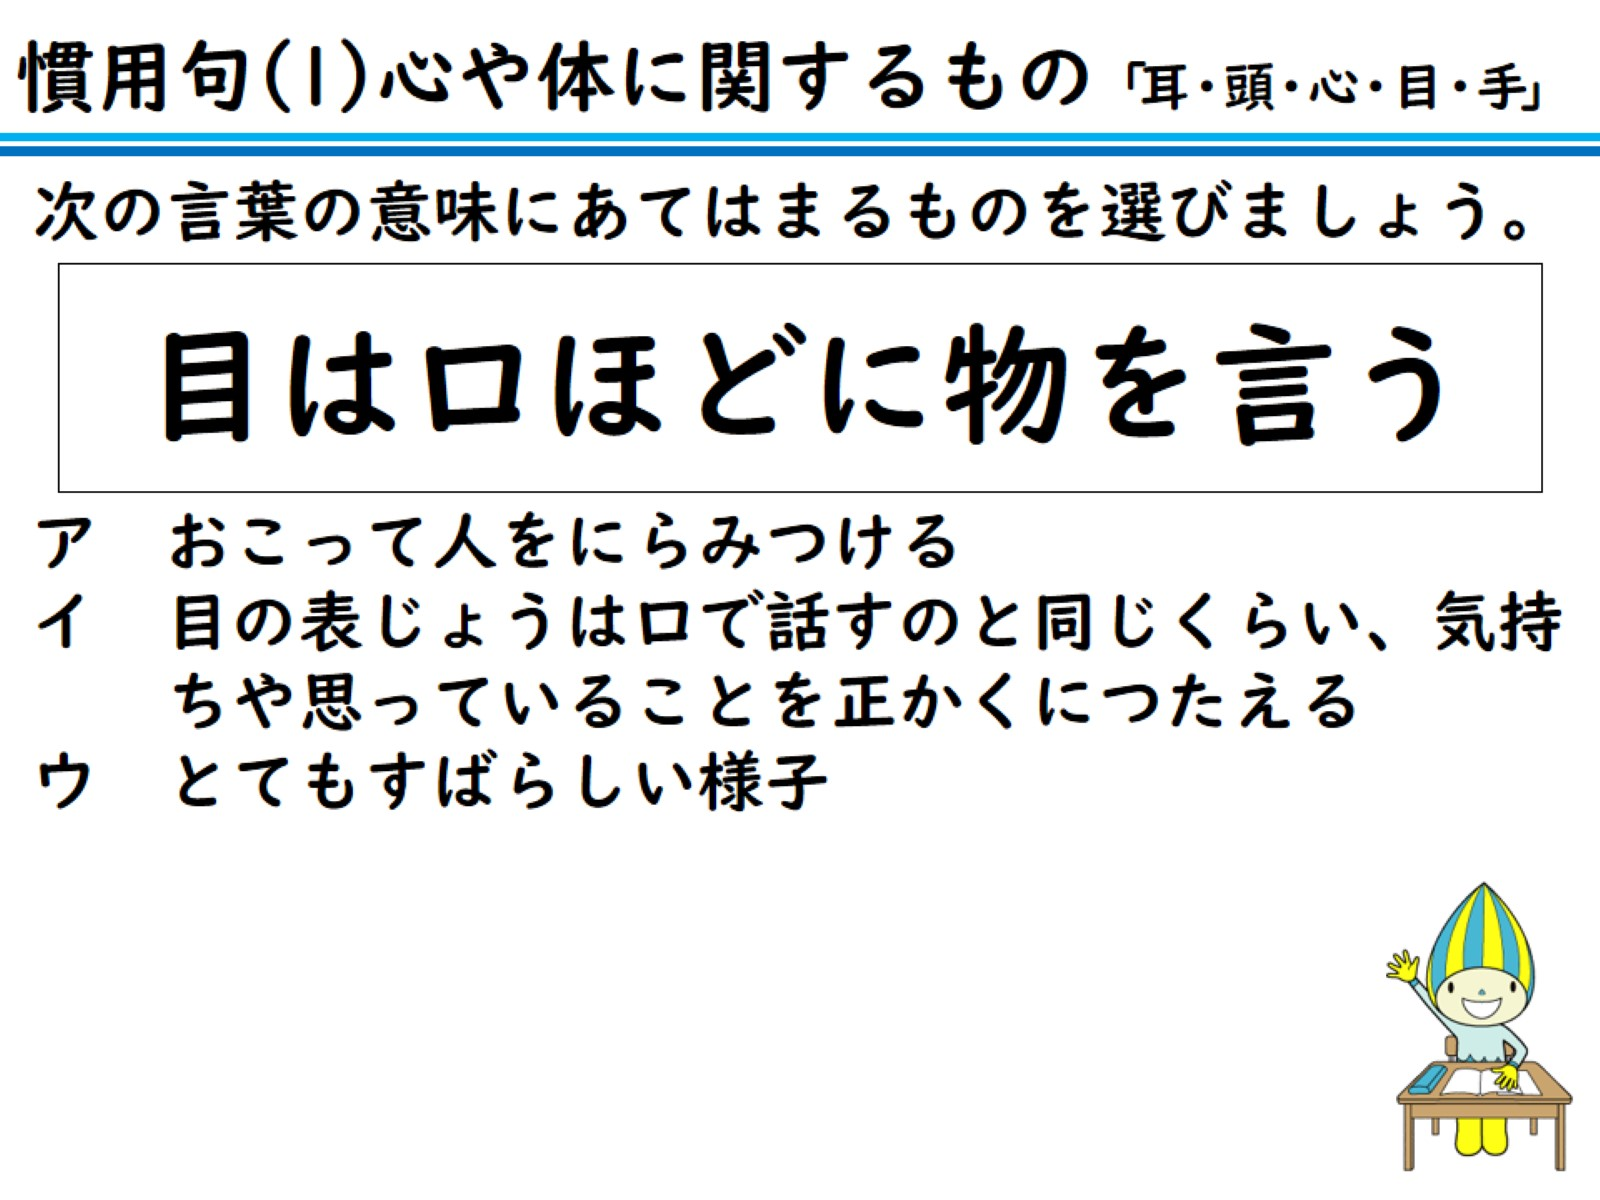 慣用句(1)心や体に関するもの「耳・頭・心・目・手」
次の言葉の意味にあてはまるものを選びましょう。
目は口ほどに物を言う
ア　おこって人をにらみつける
イ　目の表じょうは口で話すのと同じくらい、気持
ちや思っていることを正かくにつたえる
ウ　とてもすばらしい様子